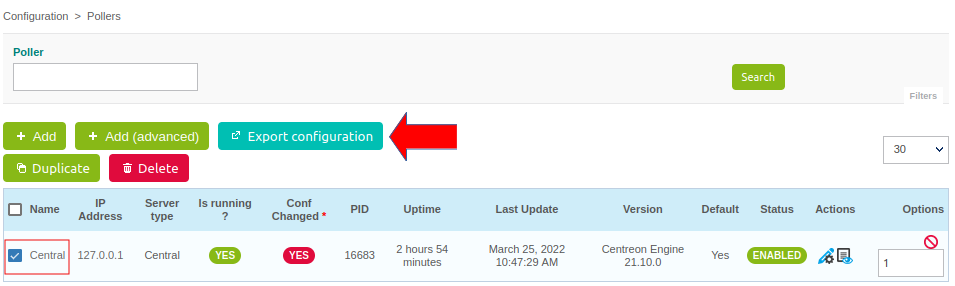 Configuration > Pollers
Poller
Search
Filters
Add
Add (advanced)
Export configuration
30
Duplicate
Delete
Name
IP
Address
Server
type
Is running
?
Conf
Changed *
PID
Uptime
Last Update
Version
Default
Status
Actions
Options
Central
127.0.0.1
Central
YES
YES
16683
2 hours 54
minutes
March 25, 2022
10:47:29 AM
Centreon Engine
21.10.0
Yes
ENABLED
1